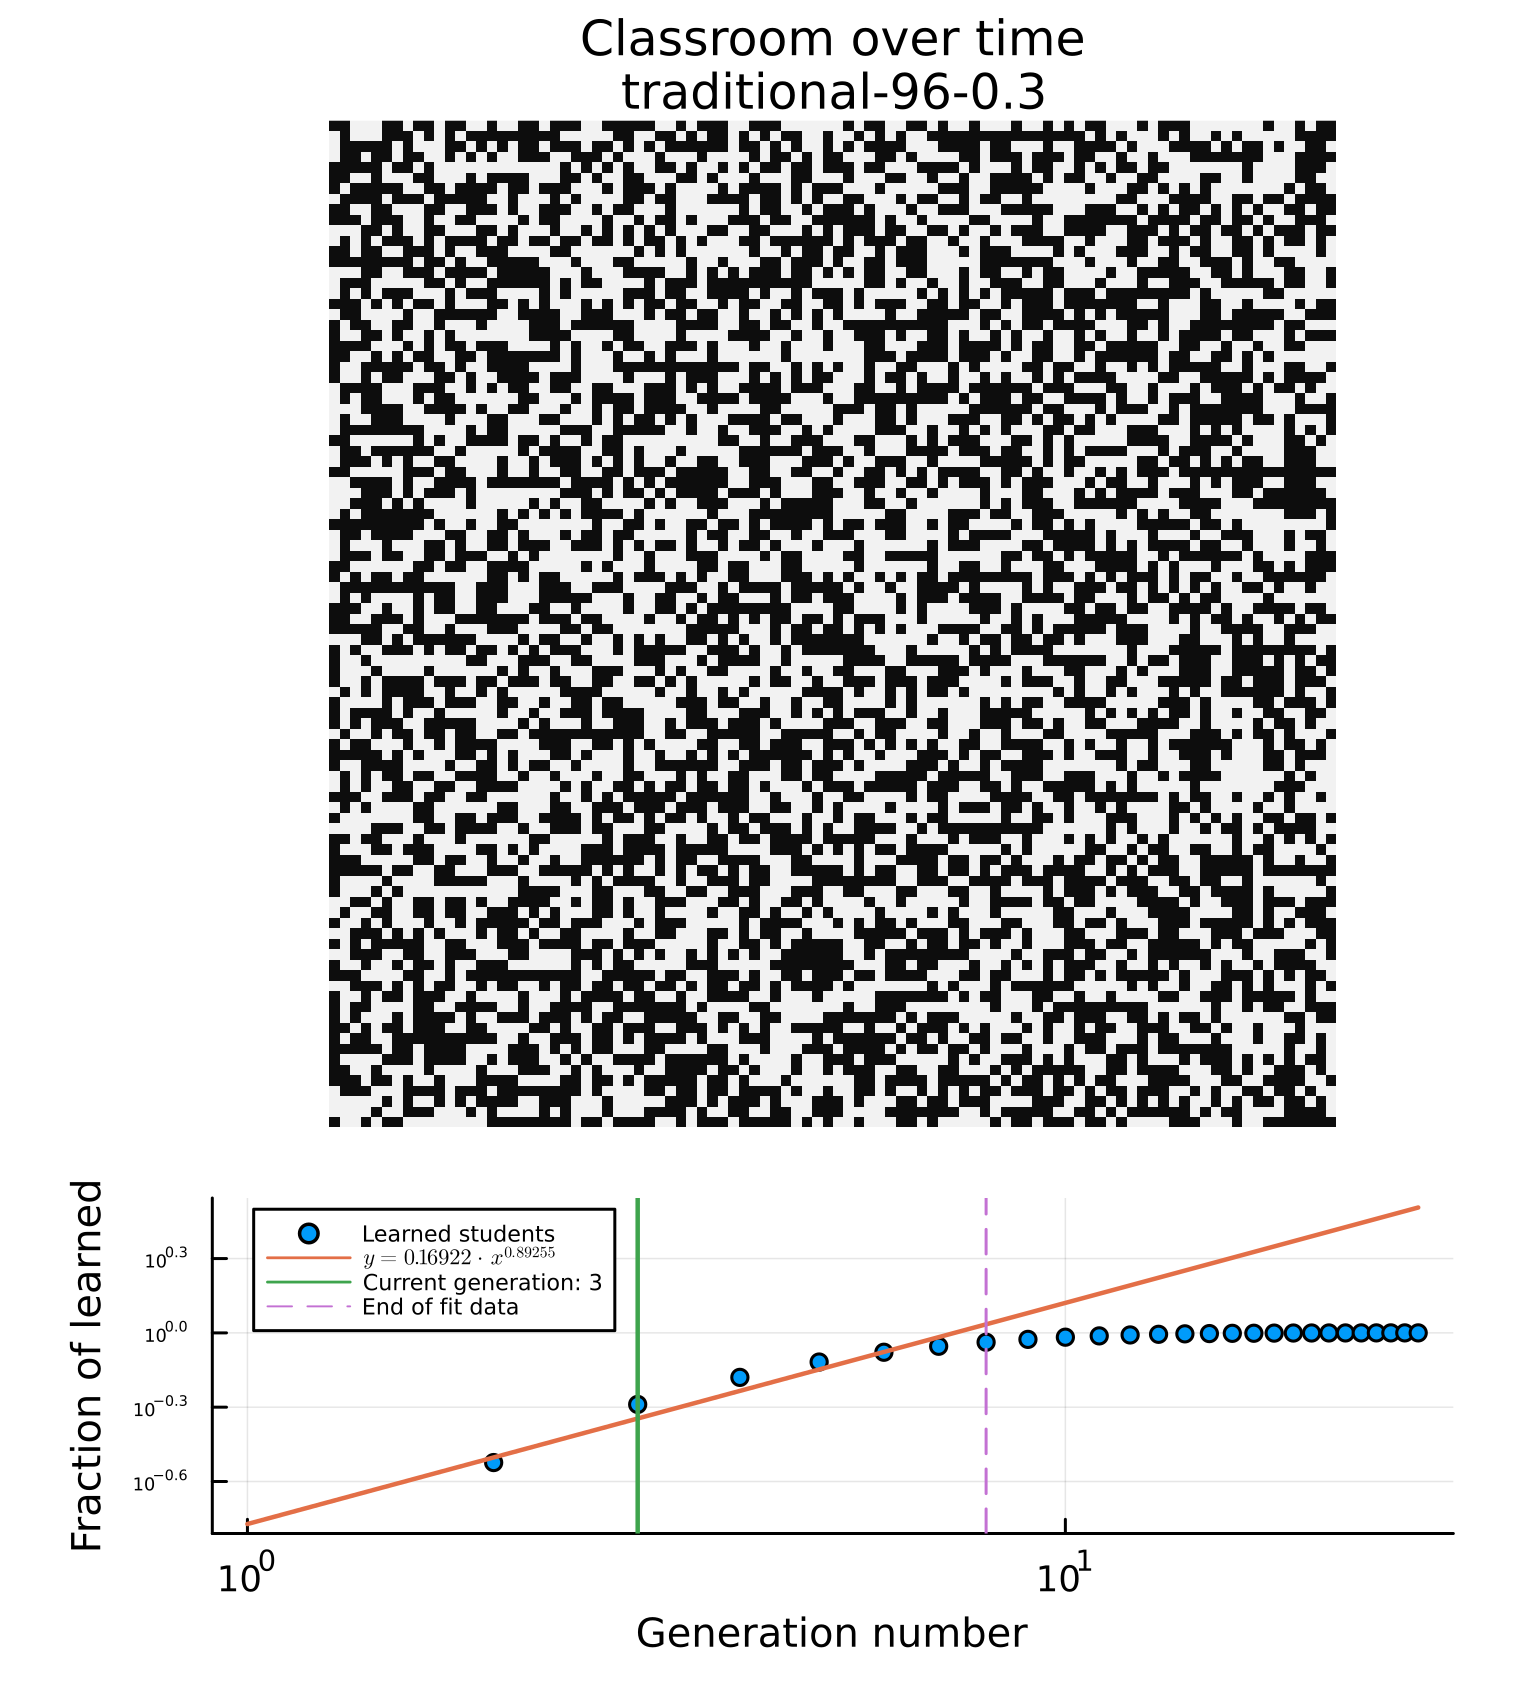 Classroom over time
traditional-96-0.3
Fraction of learned
Learned students
y = 0.16922 · x^0.89255
Current generation: 3
End of fit data
10^0.3
10^0.0
10^−0.3
10^−0.6
10^0 10^1
Generation number